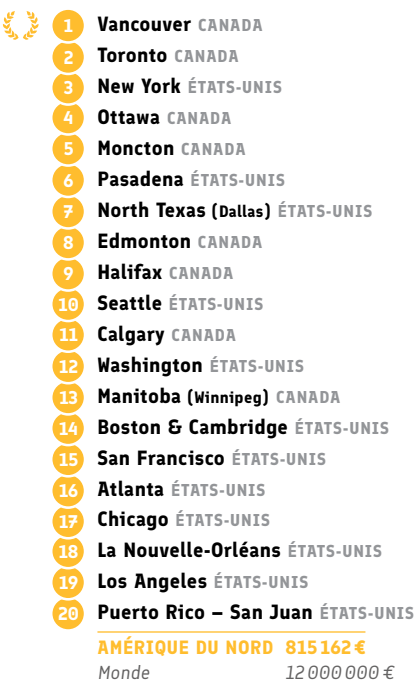 1 Vancouver CANADA
2 Toronto CANADA
3 New York ÉTATS-UNIS
4 Ottawa CANADA
5 Moncton CANADA
6 Pasadena ÉTATS-UNIS
7 North Texas (Dallas) ÉTATS-UNIS
8 Edmonton CANADA
9 Halifax CANADA
10 Seattle ÉTATS-UNIS
11 Calgary CANADA
12 Washington ÉTATS-UNIS
13 Manitoba (Winnipeg) CANADA
14 Boston & Cambridge ÉTATS-UNIS
15 San Francisco ÉTATS-UNIS
16 Atlanta ÉTATS-UNIS
17 Chicago ÉTATS-UNIS
18 La Nouvelle-Orléans ÉTATS-UNIS
19 Los Angeles ÉTATS-UNIS
20 Puerto Rico – San Juan ÉTATS-UNIS
AMÉRIQUE DU NORD 815 162 €
Monde 12 000 000 €